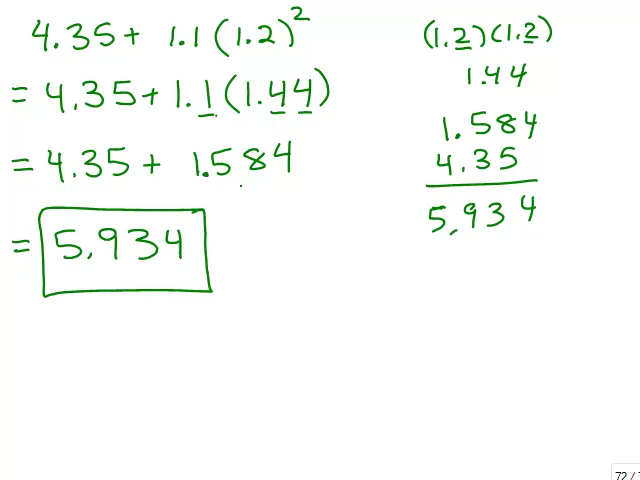 4.35 + 1.1(1.2)²
= 4.35 + 1.1(1.44)
= 4.35 + 1.584
= 5.934
(1.2)(1.2)
1.44
1.584
4.35
5.934
72 /